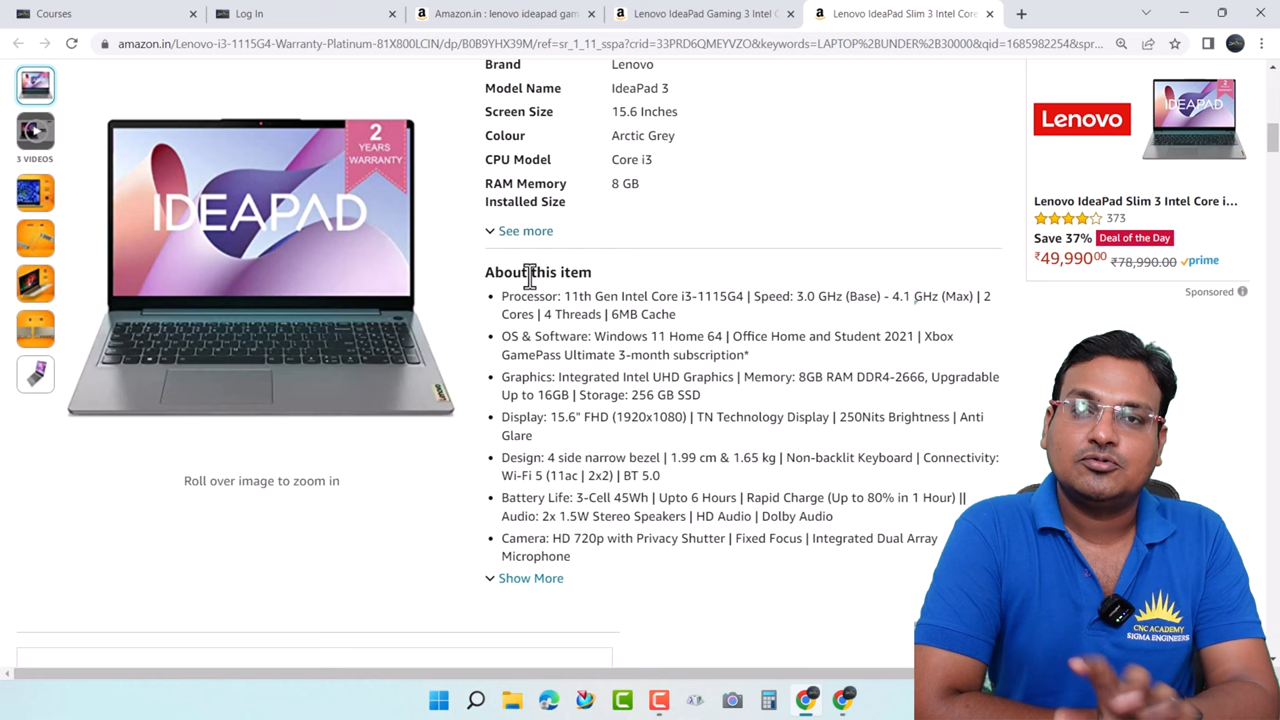 Courses
Log In
Amazon.in : lenovo ideapad gam
Lenovo IdeaPad Gaming 3 Intel C
Lenovo IdeaPad Slim 3 Intel Core
amazon.in/Lenovo-i3-1115G4-Warranty-Platinum-81X800LCIN/dp/B0B9YHX9M/ref=sr_1_11_sspa?crid=33PRD6QMEYVZO&keywords=LAPTOP%2BUNDER%2B30000&qid=1685982254&spr...
3 VIDEOS
2
YEARS
WARRANTY
IDEAPAD
Roll over image to zoom in
Brand Lenovo
Model Name IdeaPad 3
Screen Size 15.6 Inches
Colour Arctic Grey
CPU Model Core i3
RAM Memory 8 GB
Installed Size
See more
About this item
• Processor: 11th Gen Intel Core i3-1115G4 | Speed: 3.0 GHz (Base) - 4.1 GHz (Max) | 2
Cores | 4 Threads | 6MB Cache
• OS & Software: Windows 11 Home 64 | Office Home and Student 2021 | Xbox
GamePass Ultimate 3-month subscription*
• Graphics: Integrated Intel UHD Graphics | Memory: 8GB RAM DDR4-2666, Upgradable
Up to 16GB | Storage: 256 GB SSD
• Display: 15.6" FHD (1920x1080) | TN Technology Display | 250Nits Brightness | Anti
Glare
• Design: 4 side narrow bezel | 1.99 cm & 1.65 kg | Non-backlit Keyboard | Connectivity:
Wi-Fi 5 (11ac | 2x2) | BT 5.0
• Battery Life: 3-Cell 45Wh | Upto 6 Hours | Rapid Charge (Up to 80% in 1 Hour) ||
Audio: 2x 1.5W Stereo Speakers | HD Audio | Dolby Audio
• Camera: HD 720p with Privacy Shutter | Fixed Focus | Integrated Dual Array
Microphone
Show More
Lenovo
IDEAPAD
Lenovo IdeaPad Slim 3 Intel Core i...
373
Save 37% Deal of the Day
₹49,990⁰⁰ ₹78,990.00 prime
Sponsored
CNC ACADEMY
SIGMA ENGINEERS